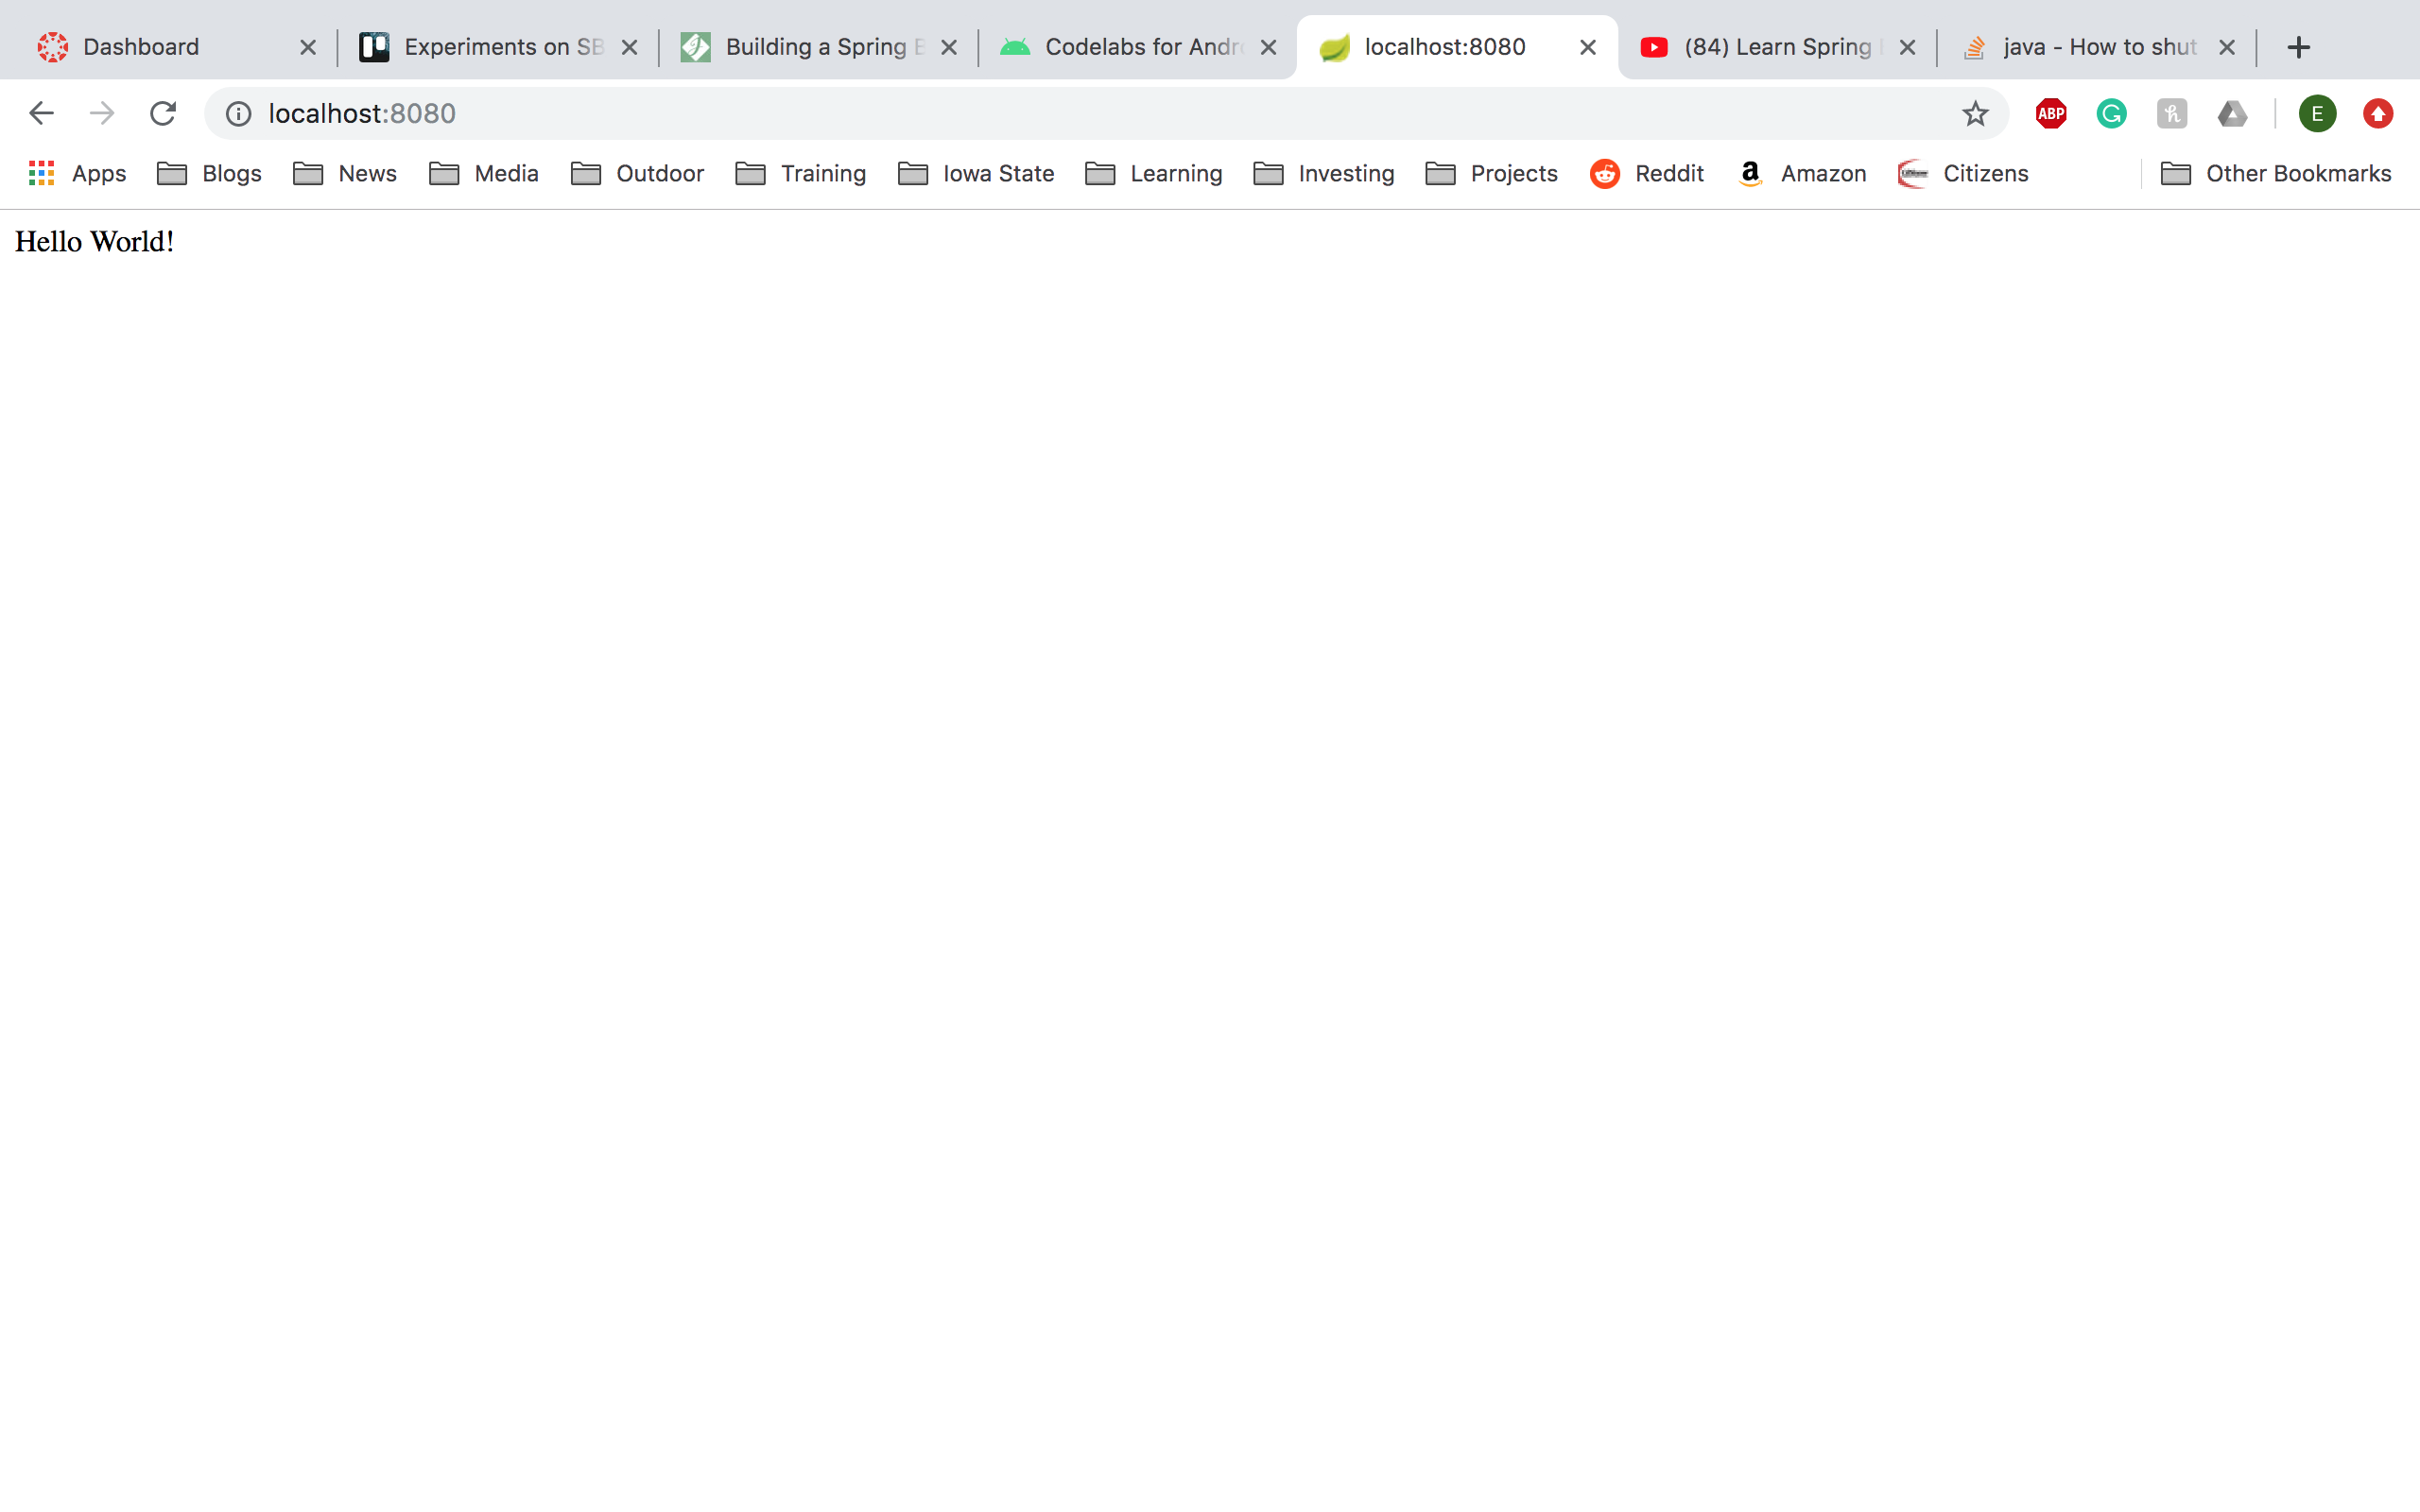 Dashboard Experiments on SB Building a Spring B Codelabs for Andro localhost:8080 (84) Learn Spring java - How to shut
localhost:8080 ABP E
Apps Blogs News Media Outdoor Training Iowa State Learning Investing Projects Reddit Amazon Citizens Other Bookmarks
Hello World!